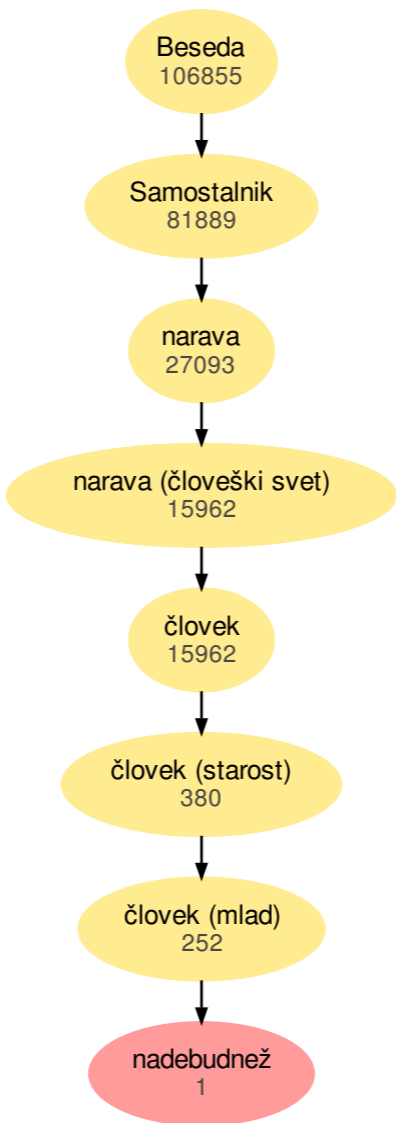 Beseda
106855
Samostalnik
81889
narava
27093
narava (človeški svet)
15962
človek
15962
človek (starost)
380
človek (mlad)
252
nadebudnež
1